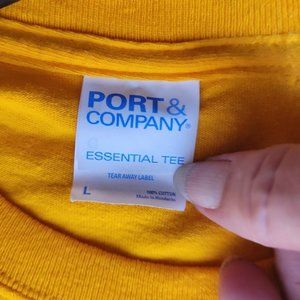 PORT&
COMPANY®
ESSENTIAL TEE
TEAR AWAY LABEL
L
100% COTTON
Made in Honduras